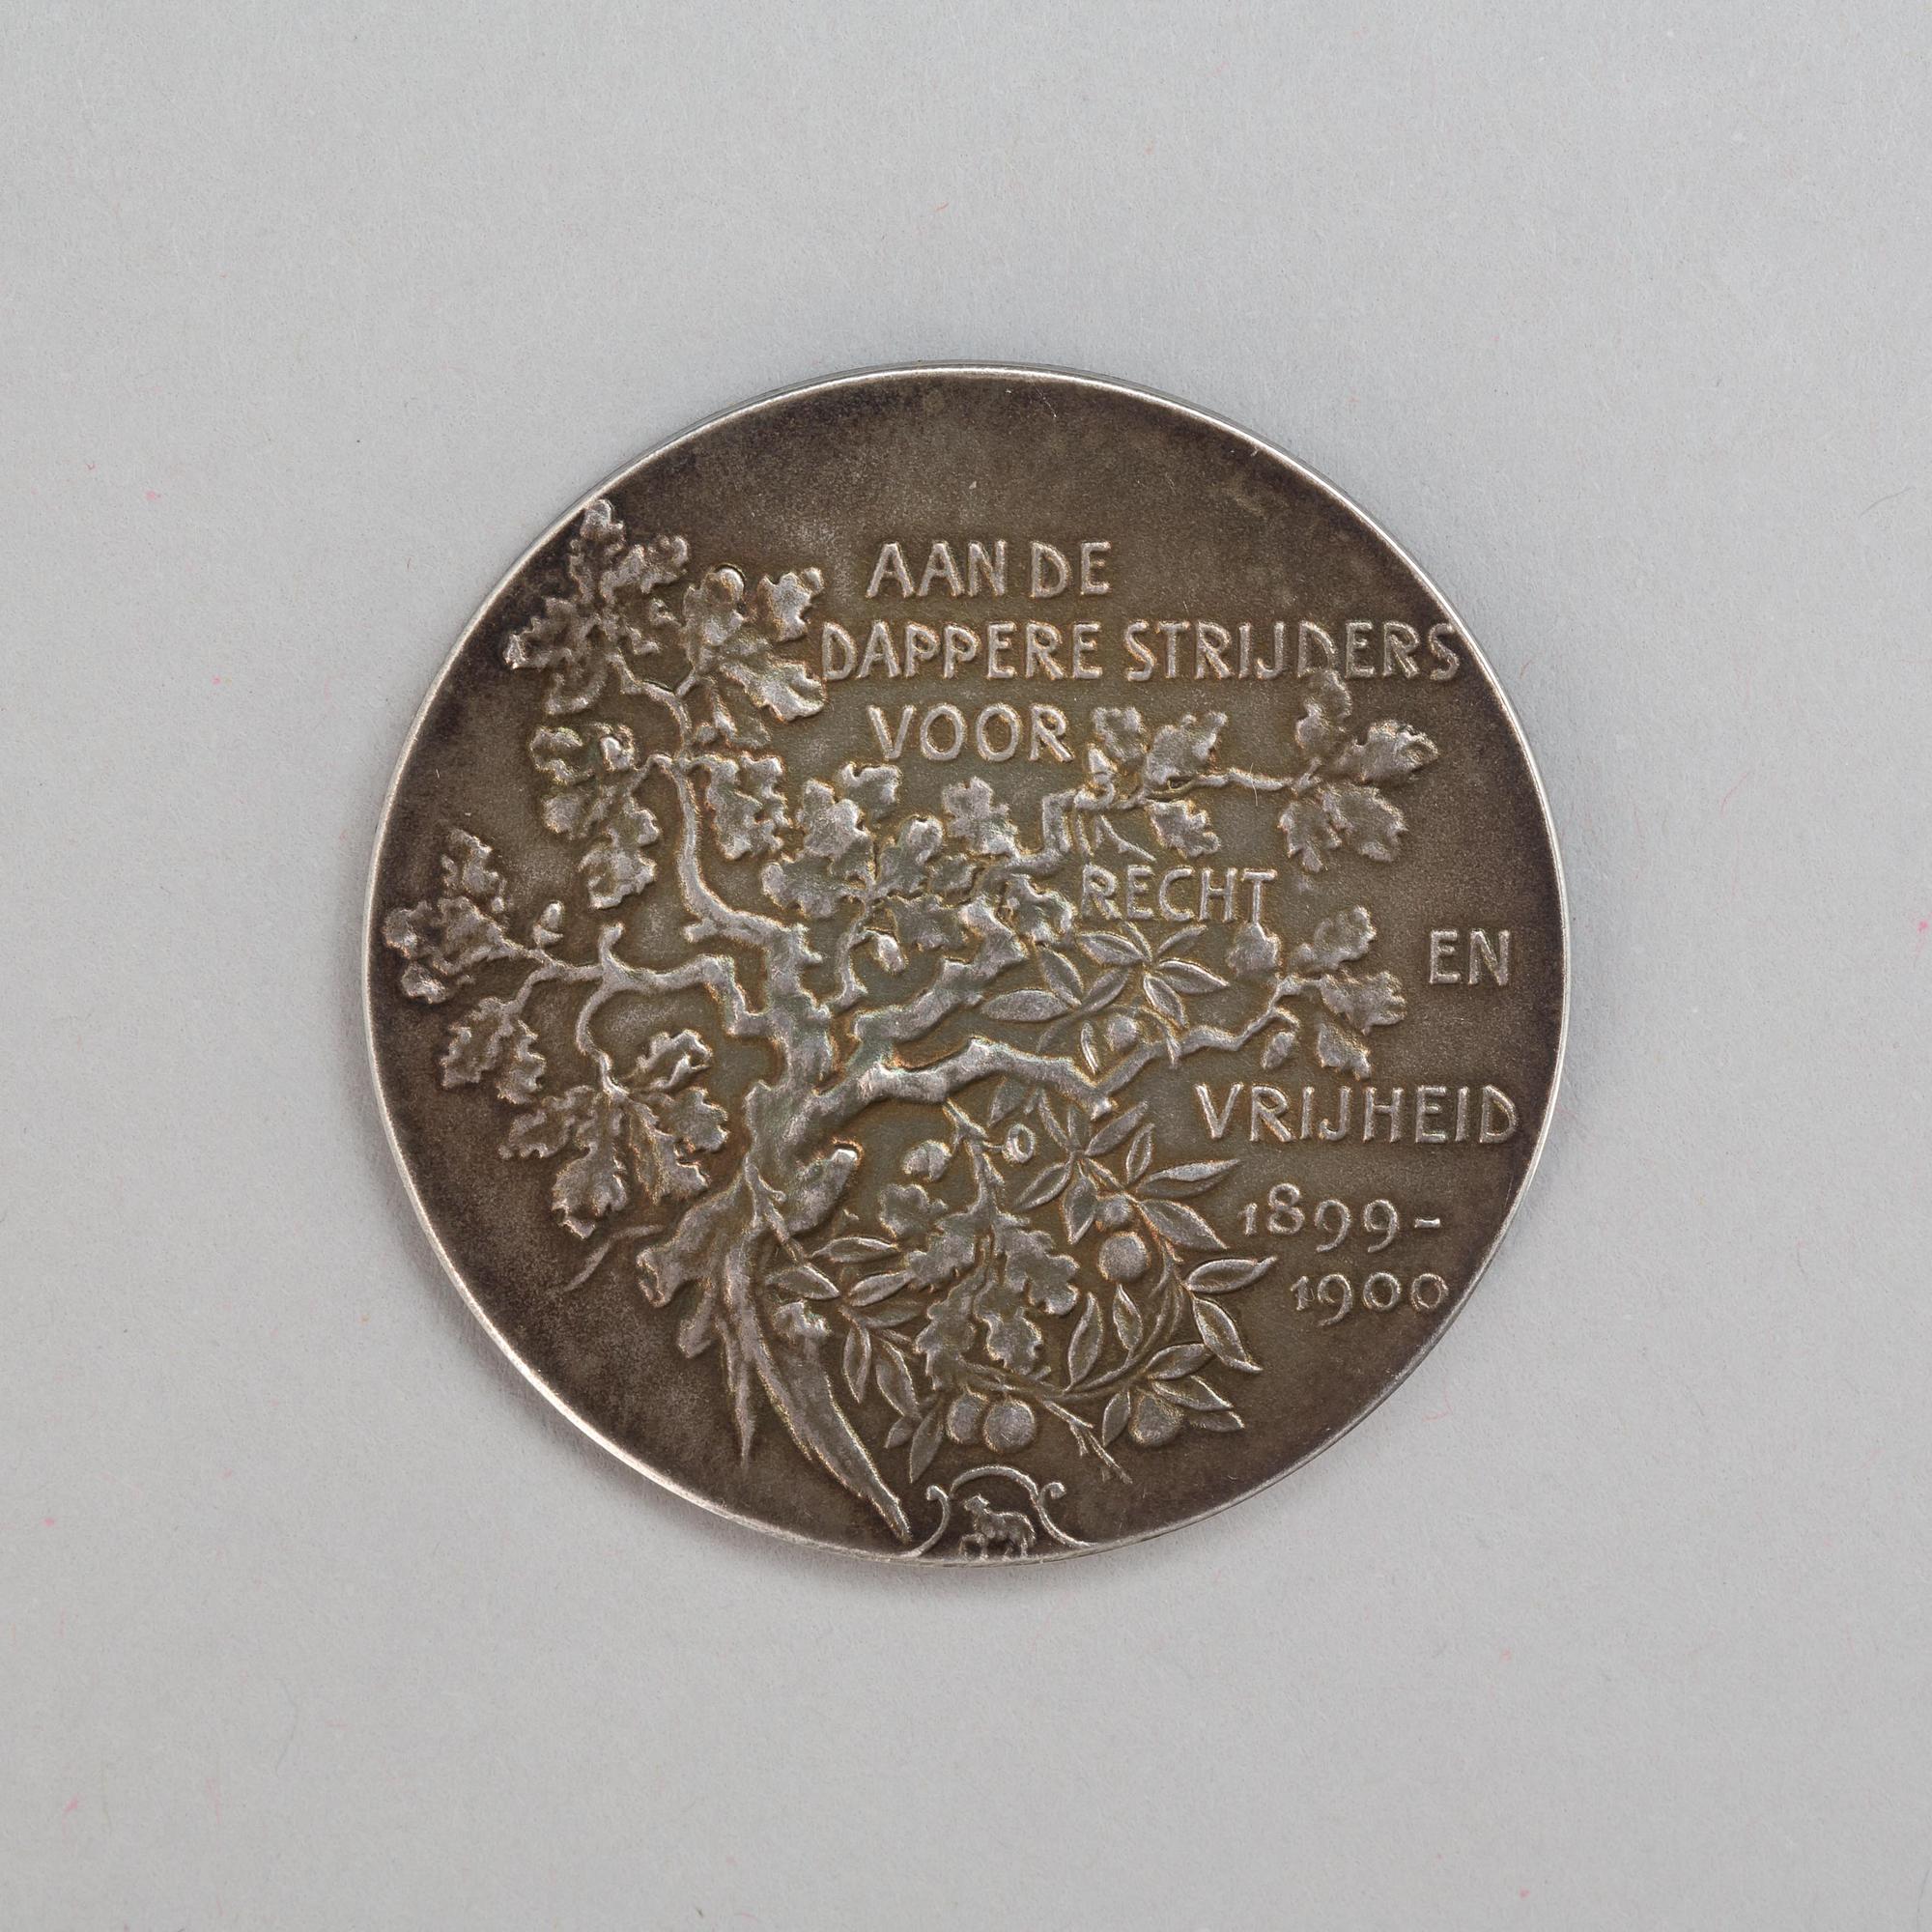 AAN DE
DAPPERE STRIJDERS
VOOR
RECHT
EN
VRIJHEID
1899-
1900